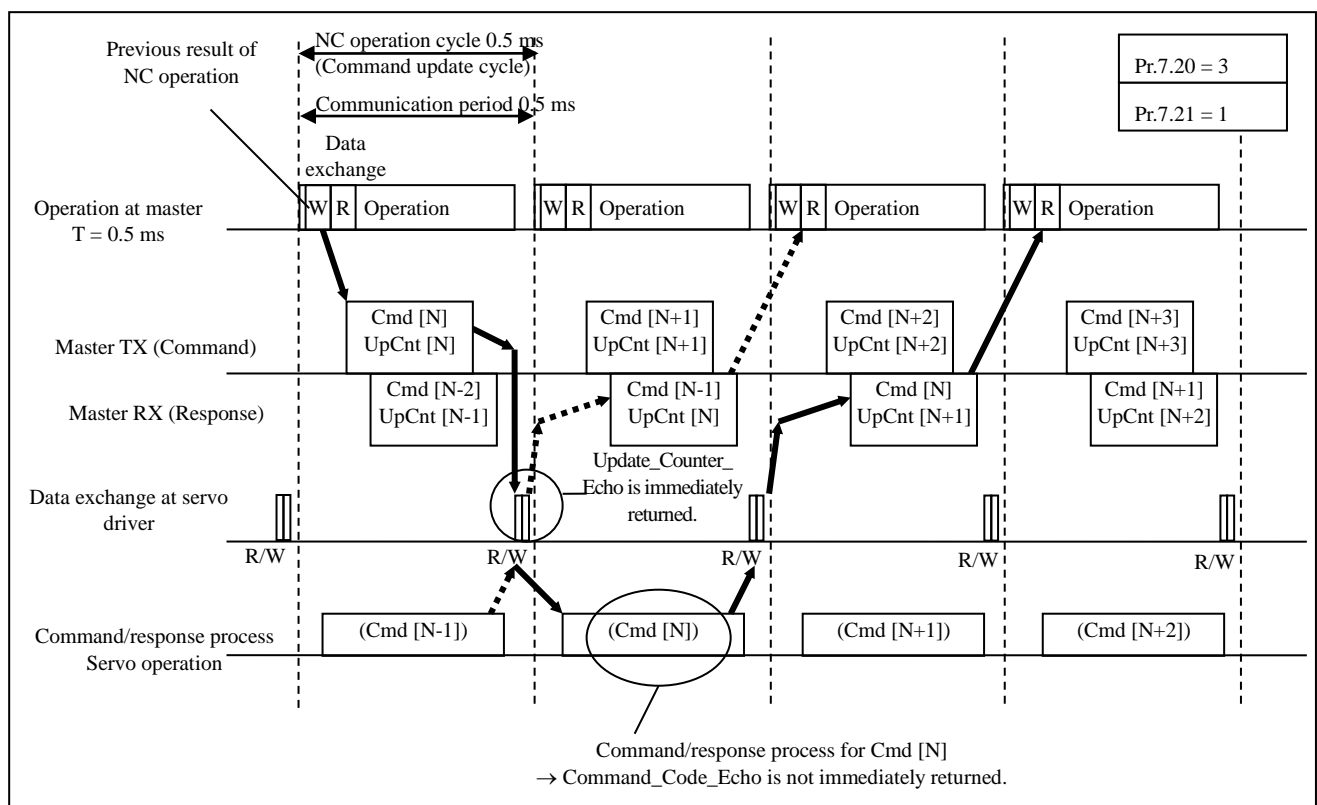 Previous result of
NC operation
NC operation cycle 0.5 ms
(Command update cycle)
Communication period 0.5 ms
Pr.7.20 = 3
Pr.7.21 = 1
Data
exchange
Operation at master
T = 0.5 ms
W R Operation
W R Operation
W R Operation
W R Operation
Master TX (Command)
Cmd [N]
UpCnt [N]
Cmd [N+1]
UpCnt [N+1]
Cmd [N+2]
UpCnt [N+2]
Cmd [N+3]
UpCnt [N+3]
Master RX (Response)
Cmd [N-2]
UpCnt [N-1]
Cmd [N-1]
UpCnt [N]
Cmd [N]
UpCnt [N+1]
Cmd [N+1]
UpCnt [N+2]
Update_Counter_
Echo is immediately
returned.
Data exchange at servo
driver
R/W
R/W
R/W
R/W
R/W
Command/response process
Servo operation
(Cmd [N-1])
(Cmd [N])
(Cmd [N+1])
(Cmd [N+2])
Command/response process for Cmd [N]
→ Command_Code_Echo is not immediately returned.